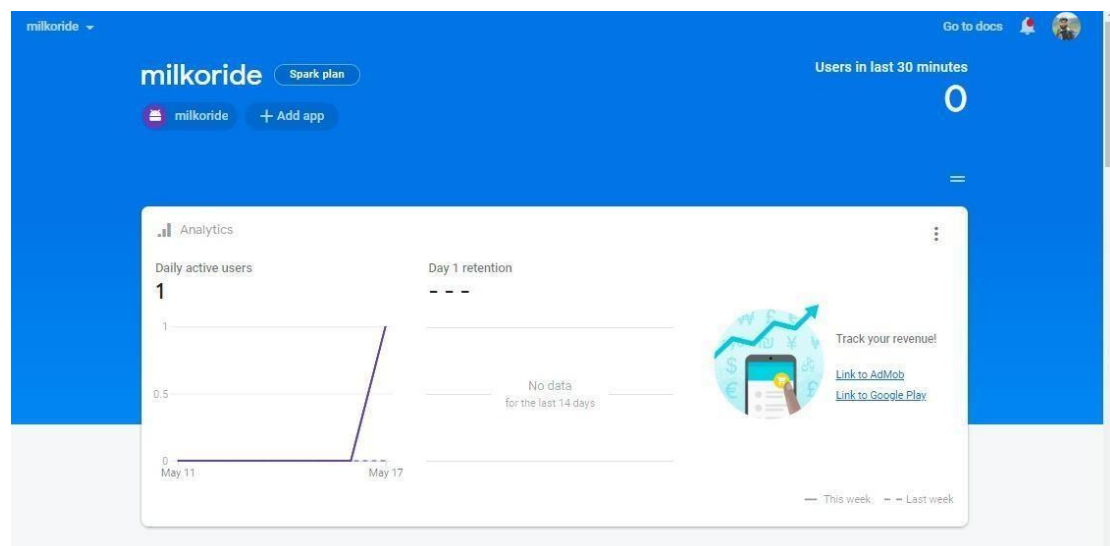 milkoride
Go to docs
milkoride Spark plan
Users in last 30 minutes
0
milkoride + Add app
Analytics
Daily active users
1
Day 1 retention
- - -
1
0.5
0
May 11 May 17
No data
for the last 14 days
Track your revenue!
Link to AdMob
Link to Google Play
This week Last week